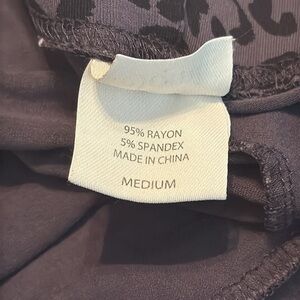 95% RAYON
5% SPANDEX
MADE IN CHINA
MEDIUM